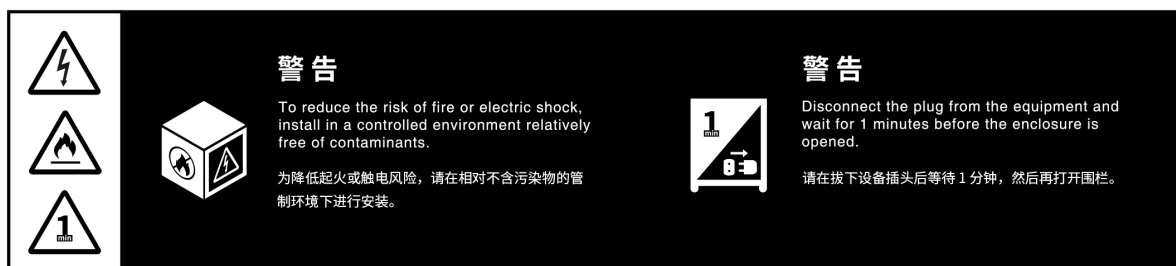 1
min
警告
To reduce the risk of fire or electric shock,
install in a controlled environment relatively
free of contaminants.
为降低起火或触电风险，请在相对不含污染物的管
制环境下进行安装。
1
min
警告
Disconnect the plug from the equipment and
wait for 1 minutes before the enclosure is
opened.
请在拔下设备插头后等待 1 分钟，然后再打开围栏。